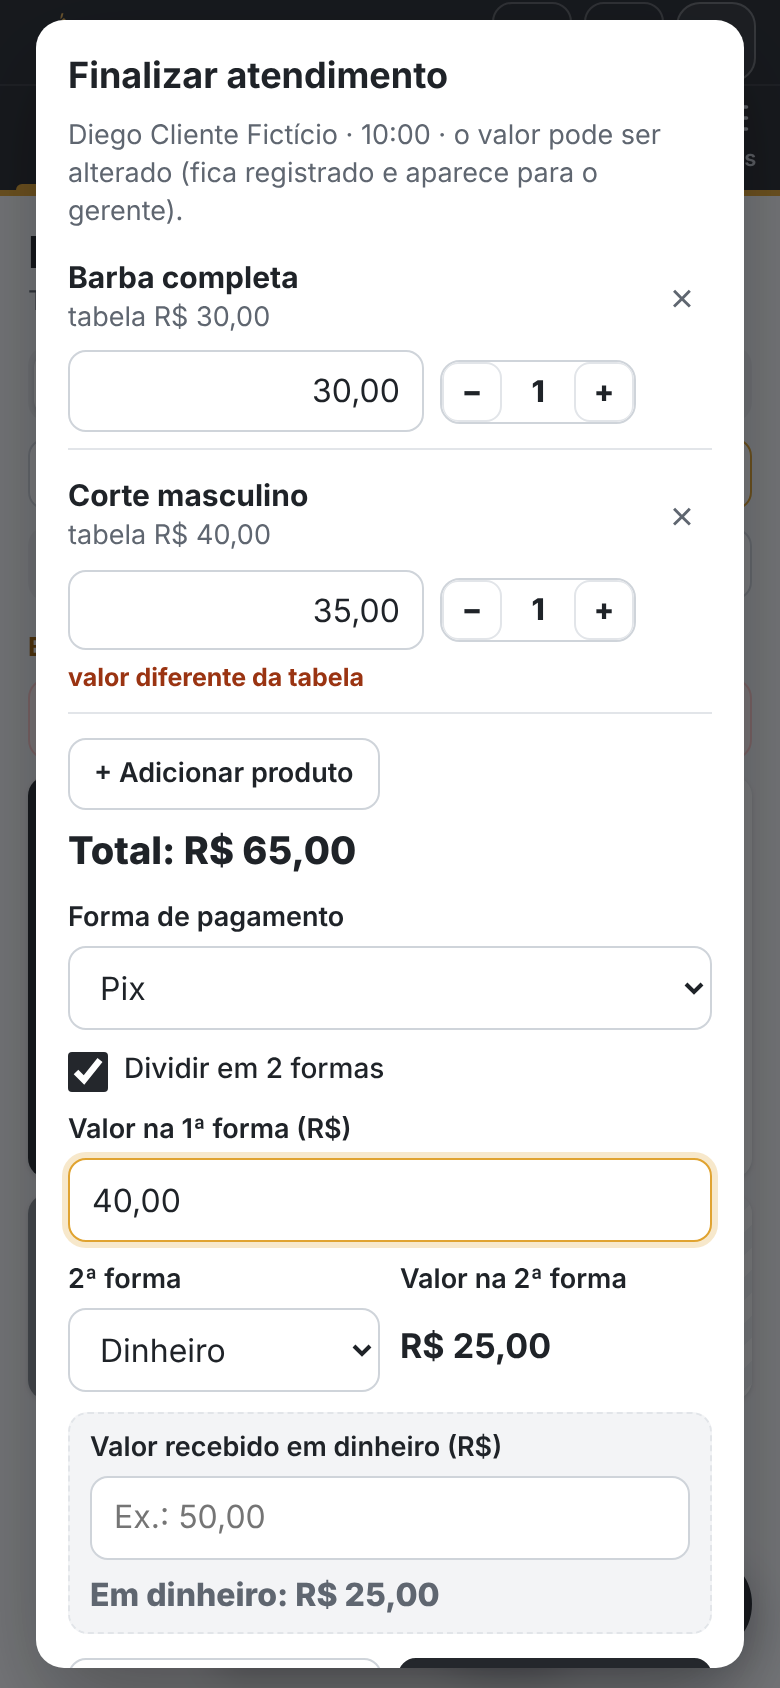 Finalizar atendimento
Diego Cliente Fictício · 10:00 · o valor pode ser
alterado (fica registrado e aparece para o
gerente).
Barba completa
tabela R$ 30,00
×
30,00
− 1 +
Corte masculino
tabela R$ 40,00
×
35,00
− 1 +
valor diferente da tabela
+ Adicionar produto
Total: R$ 65,00
Forma de pagamento
Pix
Dividir em 2 formas
Valor na 1ª forma (R$)
40,00
2ª forma
Valor na 2ª forma
Dinheiro
R$ 25,00
Valor recebido em dinheiro (R$)
Ex.: 50,00
Em dinheiro: R$ 25,00